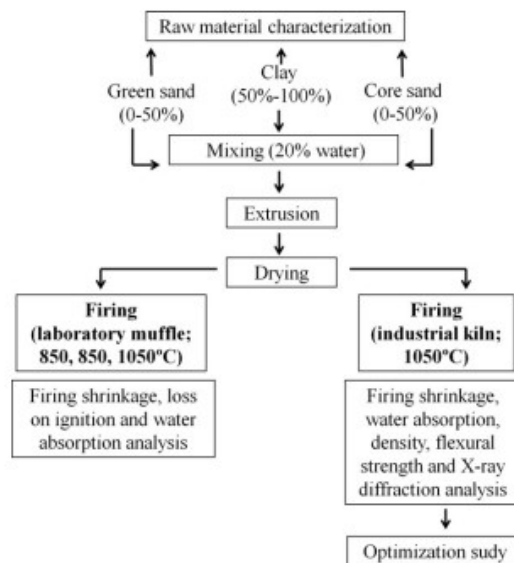 Raw material characterization
Green sand
(0-50%)
Clay
(50%-100%)
Core sand
(0-50%)
Mixing (20% water)
Extrusion
Drying
Firing
(laboratory muffle;
850, 850, 1050ºC)
Firing
(industrial kiln;
1050ºC)
Firing shrinkage, loss
on ignition and water
absorption analysis
Firing shrinkage,
water absorption,
density, flexural
strength and X-ray
diffraction analysis
Optimization sudy